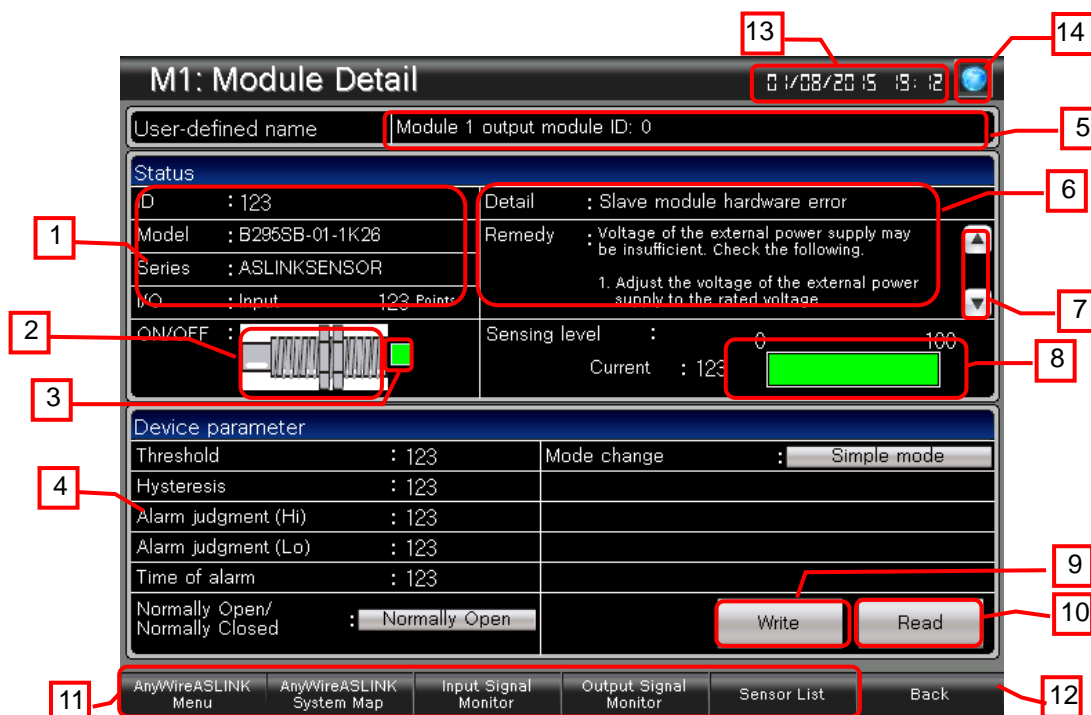 13
14
M1: Module Detail
01/08/2015 19:12
User-defined name
Module 1 output module ID: 0
5
Status
ID : 123
Detail : Slave module hardware error
6
1
Model : B295SB-01-1K26
Remedy : Voltage of the external power supply may
be insufficient. Check the following.
Series : ASLINKSENSOR
1. Adjust the voltage of the external power
supply to the rated voltage
I/O : Input 123 Points
7
2
ON/OFF :
Sensing level :
0 100
Current : 123
8
3
Device parameter
Threshold : 123
Mode change : Simple mode
4
Hysteresis : 123
Alarm judgment (Hi) : 123
Alarm judgment (Lo) : 123
Time of alarm : 123
9
Normally Open/
Normally Closed : Normally Open
Write
Read
10
11
AnyWireASLINK
Menu
AnyWireASLINK
System Map
Input Signal
Monitor
Output Signal
Monitor
Sensor List
Back
12